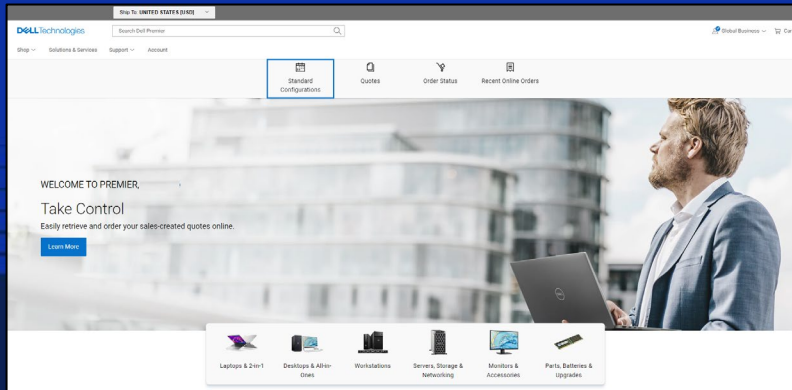 Ship To: UNITED STATES [USD]
DELL Technologies
Search Dell Premier
Global Business
Shop
Solutions & Services
Support
Account
Standard
Configurations
Quotes
Order Status
Recent Online Orders
WELCOME TO PREMIER,
Take Control
Easily retrieve and order your sales-created quotes online.
Learn More
Laptops & 2-in-1
Desktops & All-in-
Ones
Workstations
Servers, Storage &
Networking
Monitors &
Accessories
Parts, Batteries &
Upgrades